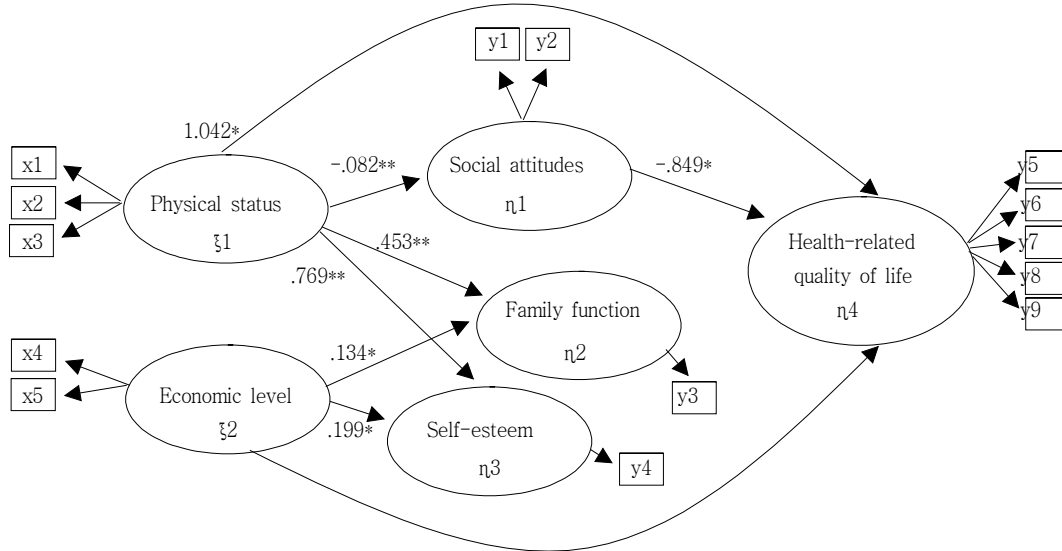 y1 y2
1.042*
x1
x2
x3
Physical status
ξ1
-.082**
Social attitudes
η1
-.849*
.453**
.769**
Health-related
quality of life
η4
y5
y6
y7
y8
y9
Family function
η2
y3
x4
x5
Economic level
ξ2
.134*
.199*
Self-esteem
η3
y4